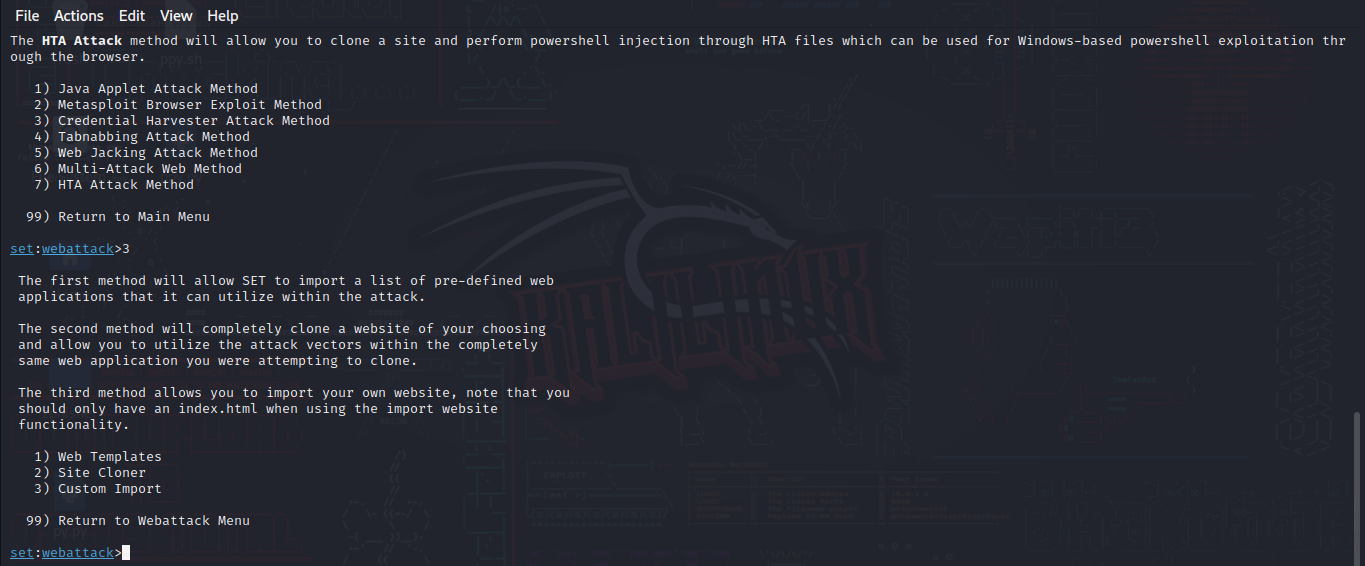 File Actions Edit View Help
The HTA Attack method will allow you to clone a site and perform powershell injection through HTA files which can be used for Windows-based powershell exploitation thr
ough the browser.
1) Java Applet Attack Method
2) Metasploit Browser Exploit Method
3) Credential Harvester Attack Method
4) Tabnabbing Attack Method
5) Web Jacking Attack Method
6) Multi-Attack Web Method
7) HTA Attack Method
99) Return to Main Menu
set:webattack>3
The first method will allow SET to import a list of pre-defined web
applications that it can utilize within the attack.
The second method will completely clone a website of your choosing
and allow you to utilize the attack vectors within the completely
same web application you were attempting to clone.
The third method allows you to import your own website, note that you
should only have an index.html when using the import website
functionality.
1) Web Templates
2) Site Cloner
3) Custom Import
99) Return to Webattack Menu
set:webattack>
KALI LINUX
ppy.sh
py.py